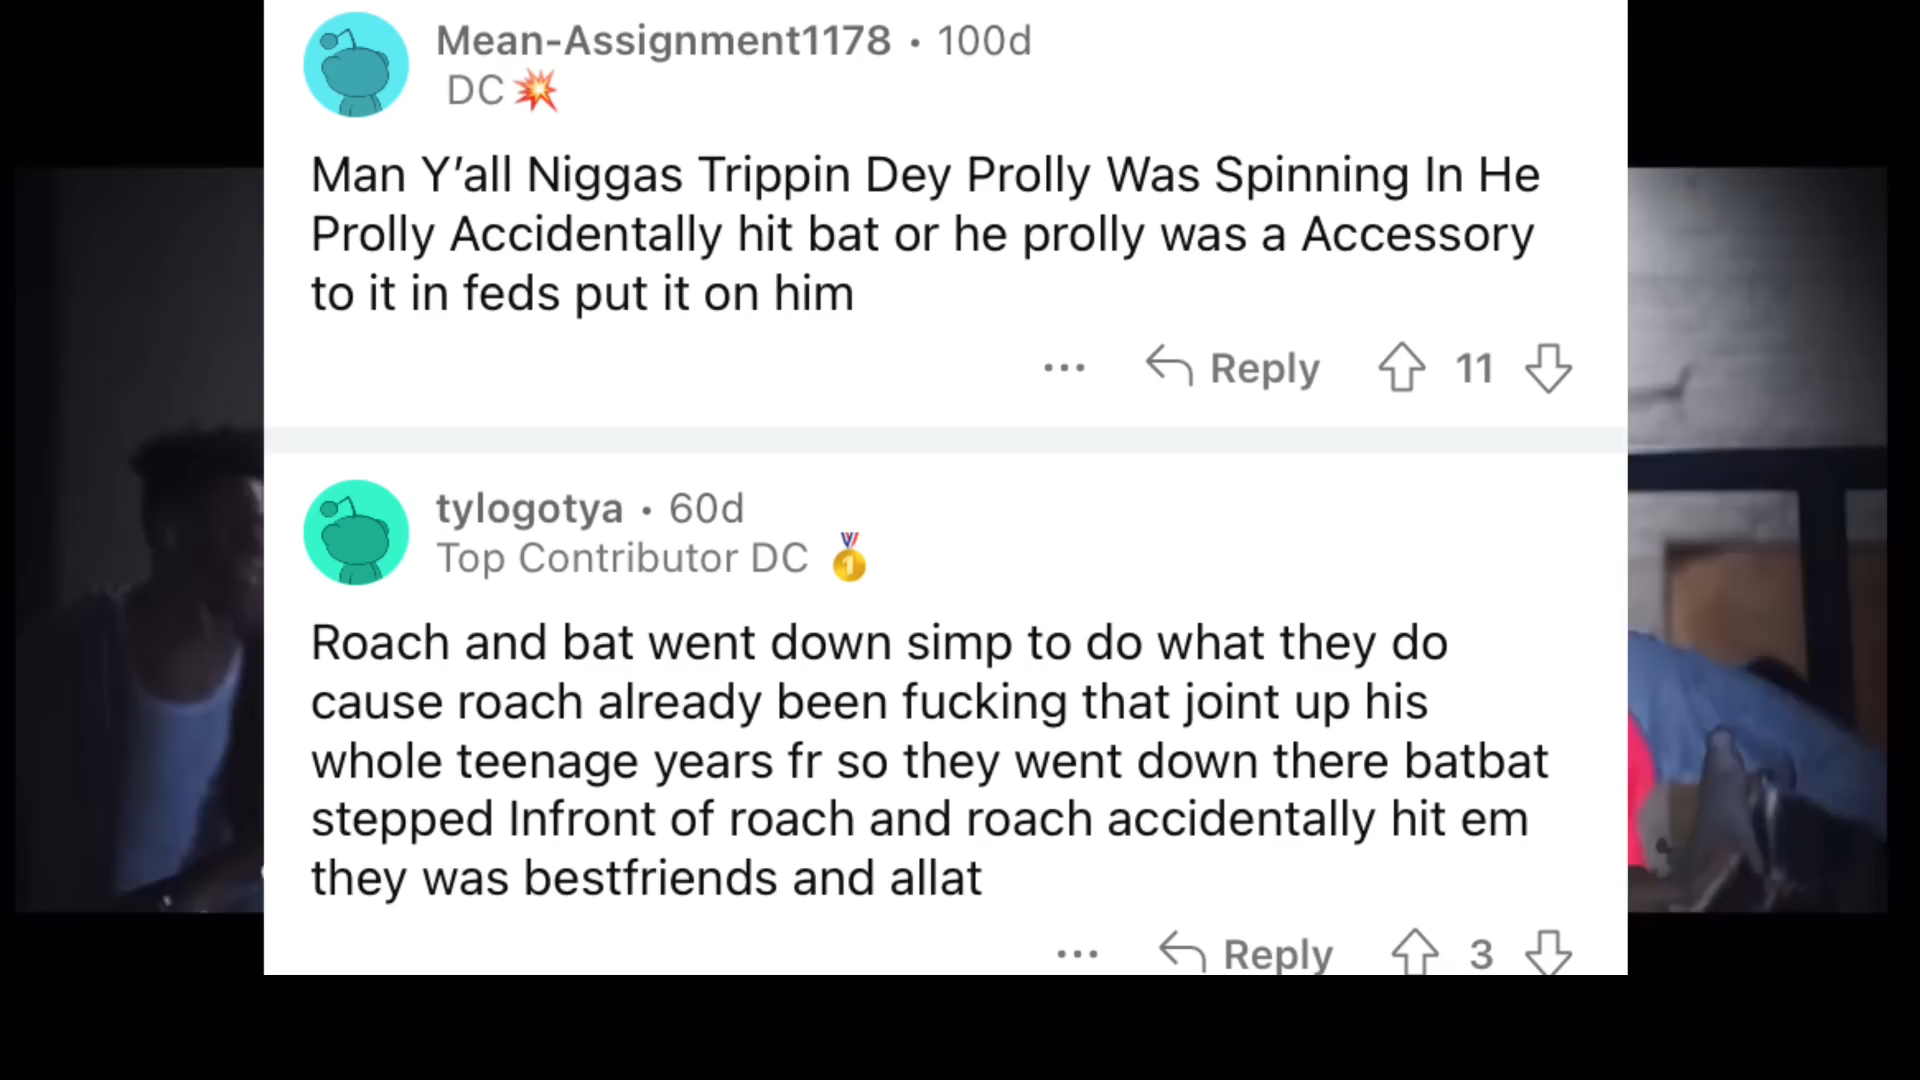 Mean-Assignment1178 • 100d
DC💥
Man Y’all Niggas Trippin Dey Prolly Was Spinning In He
Prolly Accidentally hit bat or he prolly was a Accessory
to it in feds put it on him
... Reply 11
tylogotya • 60d
Top Contributor DC 🥇
Roach and bat went down simp to do what they do
cause roach already been fucking that joint up his
whole teenage years fr so they went down there batbat
stepped Infront of roach and roach accidentally hit em
they was bestfriends and allat
... Reply 3